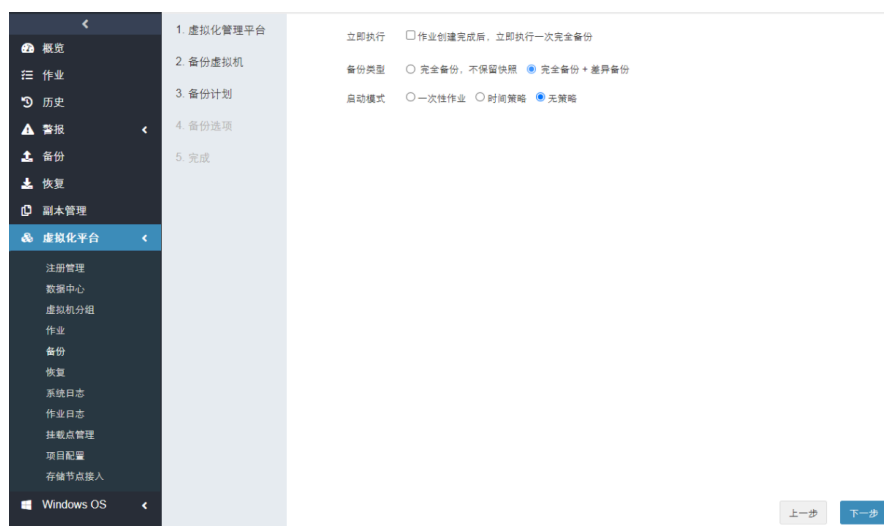 概览
作业
历史
警报
备份
恢复
副本管理
虚拟化平台
注册管理
数据中心
虚拟机分组
作业
备份
恢复
系统日志
作业日志
挂载点管理
项目配置
存储节点接入
Windows OS
1. 虚拟化管理平台
2. 备份虚拟机
3. 备份计划
4. 备份选项
5. 完成
立即执行 作业创建完成后，立即执行一次完全备份
备份类型 完全备份，不保留快照 完全备份 + 差异备份
启动模式 一次性作业 时间策略 无策略
上一步 下一步